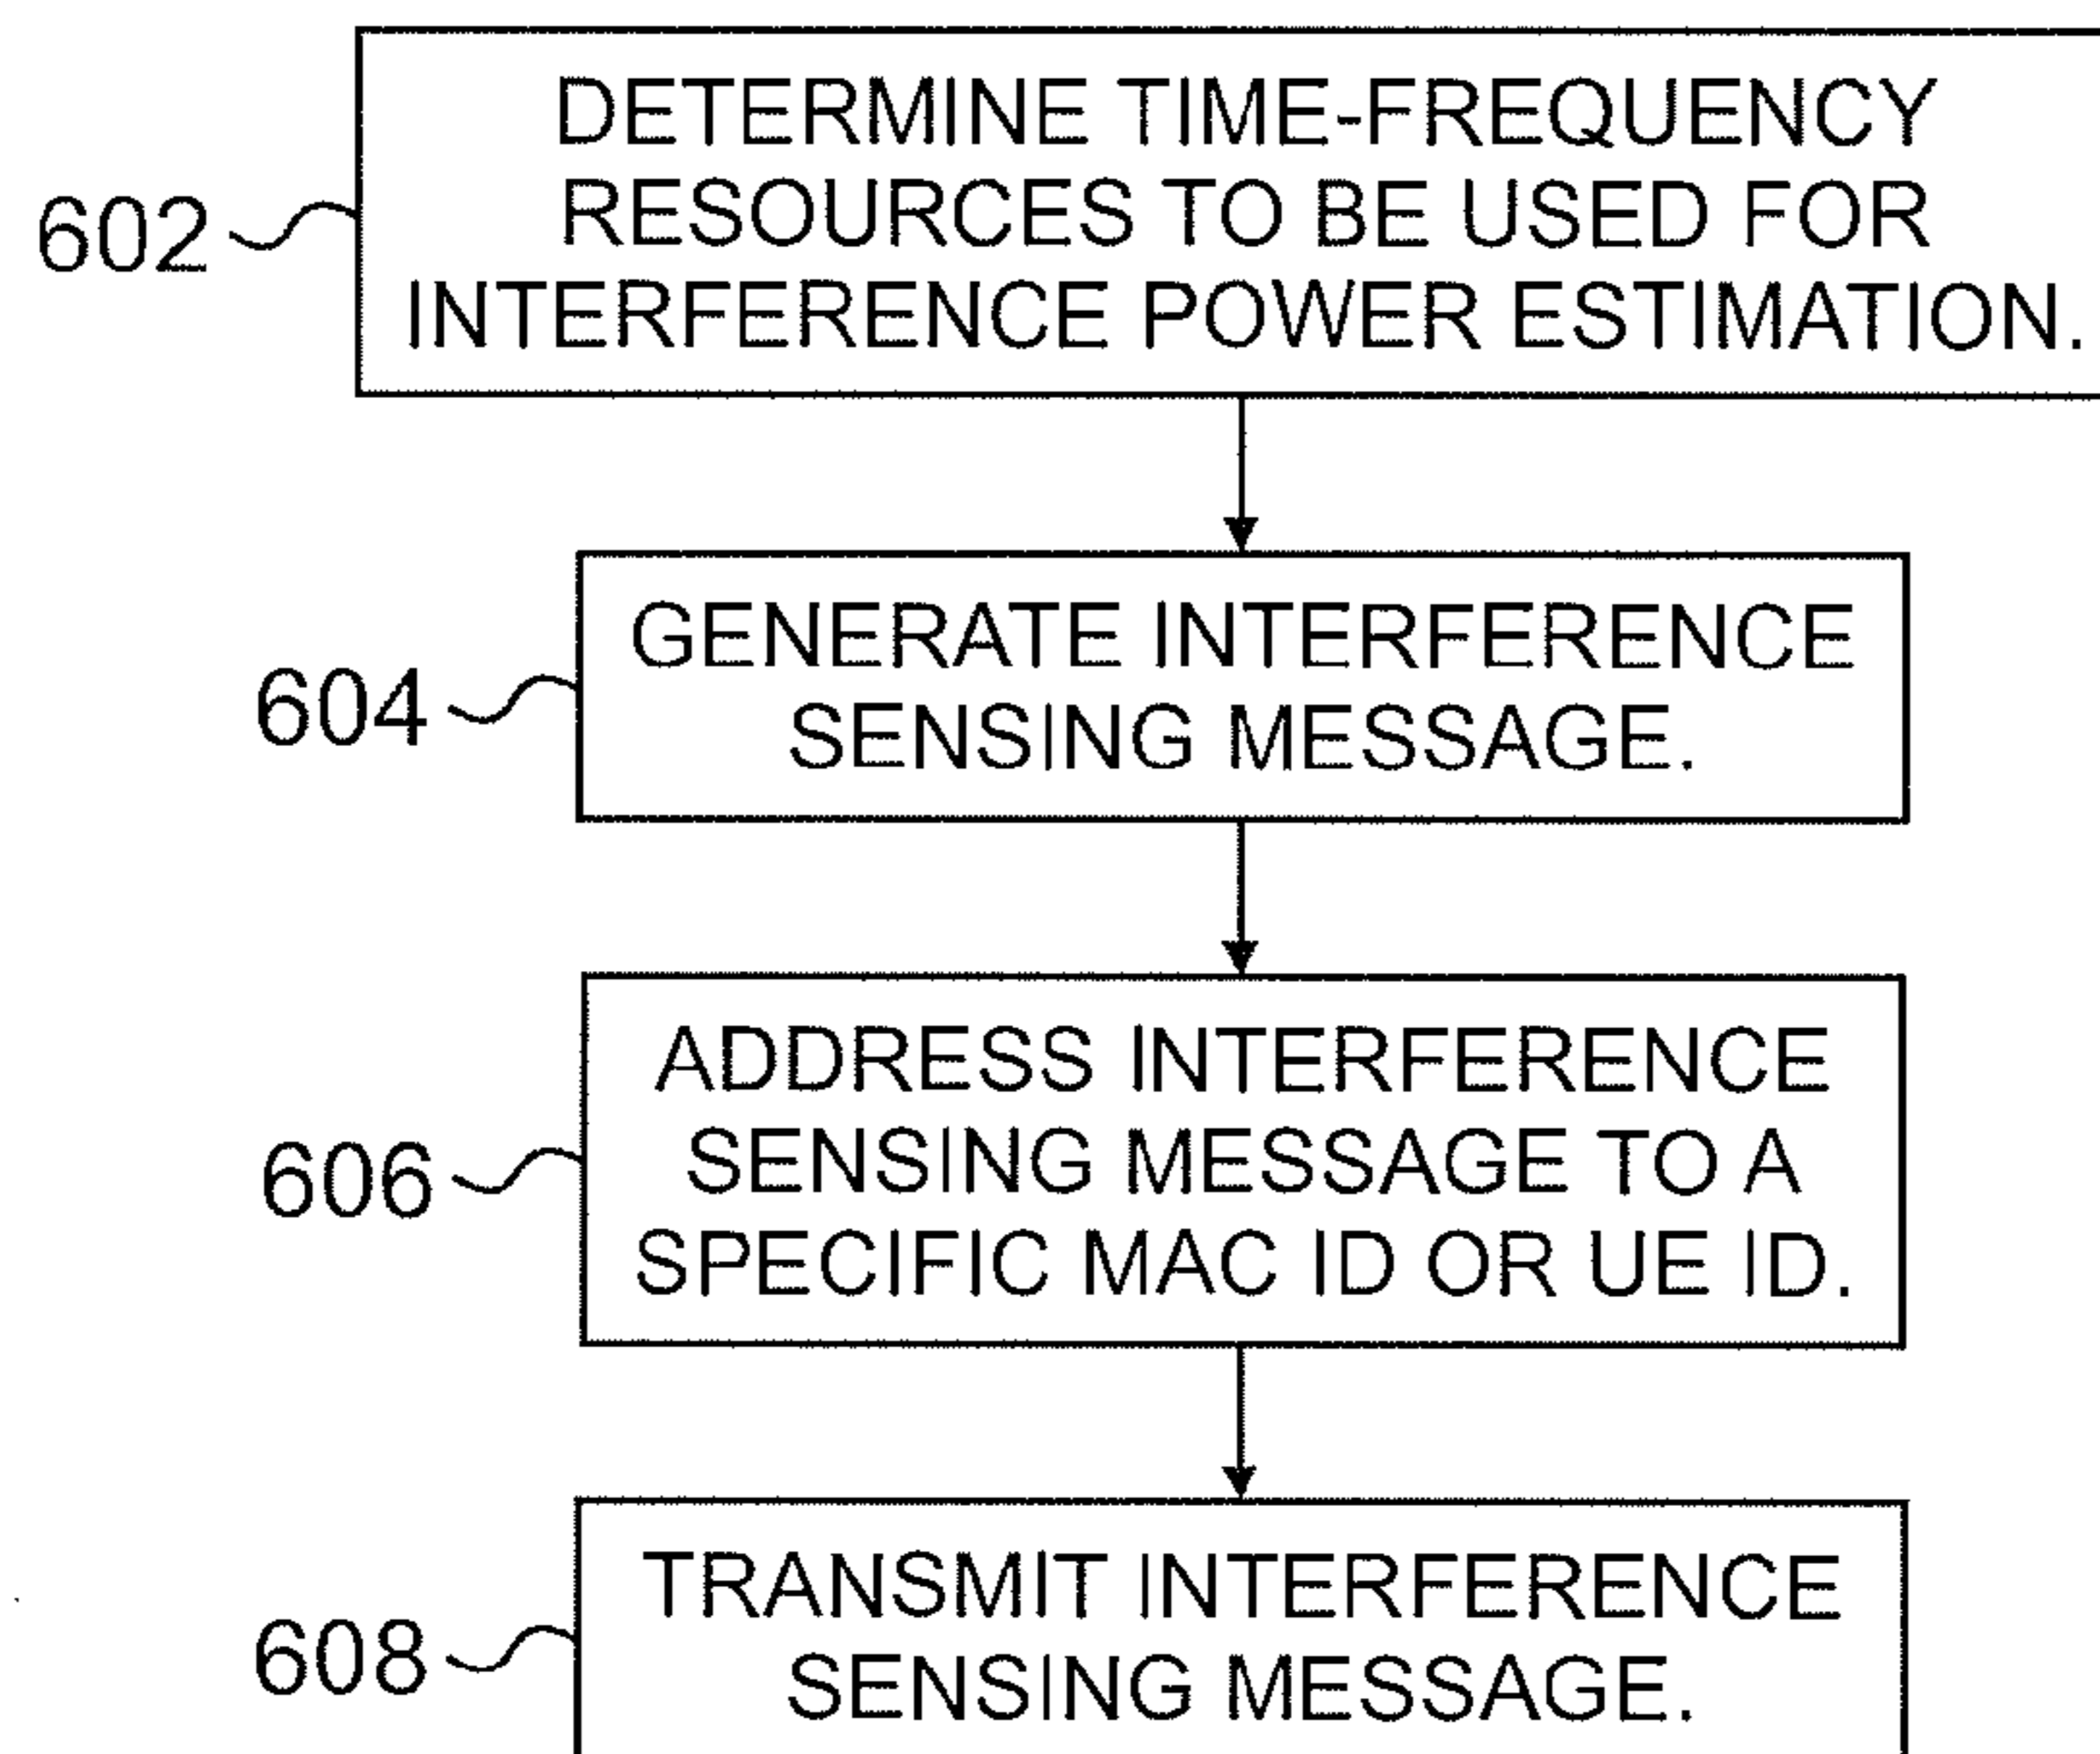 DETERMINE TIME-FREQUENCY
RESOURCES TO BE USED FOR
INTERFERENCE POWER ESTIMATION.
602
GENERATE INTERFERENCE
SENSING MESSAGE.
604
ADDRESS INTERFERENCE
SENSING MESSAGE TO A
SPECIFIC MAC ID OR UE ID.
606
TRANSMIT INTERFERENCE
SENSING MESSAGE.
608